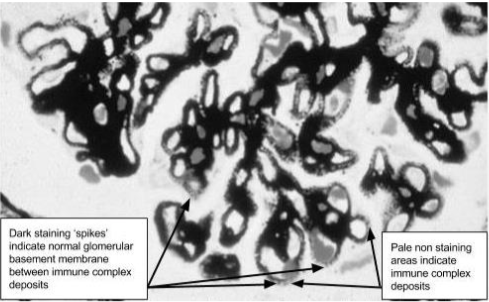 Dark staining 'spikes'
indicate normal glomerular
basement membrane
between immune complex
deposits
Pale non staining
areas indicate
immune complex
deposits